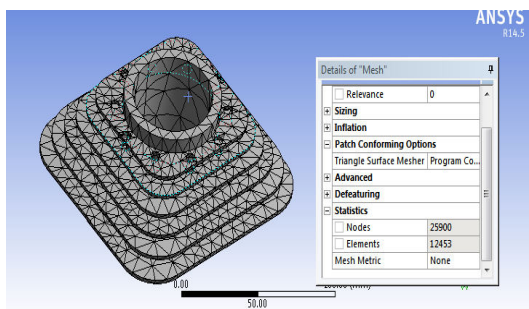 ANSYS
R14.5
Details of "Mesh"
Relevance 0
Sizing
Inflation
Patch Conforming Options
Triangle Surface Mesher Program Co...
Advanced
Defeaturing
Statistics
Nodes 25900
Elements 12453
Mesh Metric None
0.00 (mm)
50.00